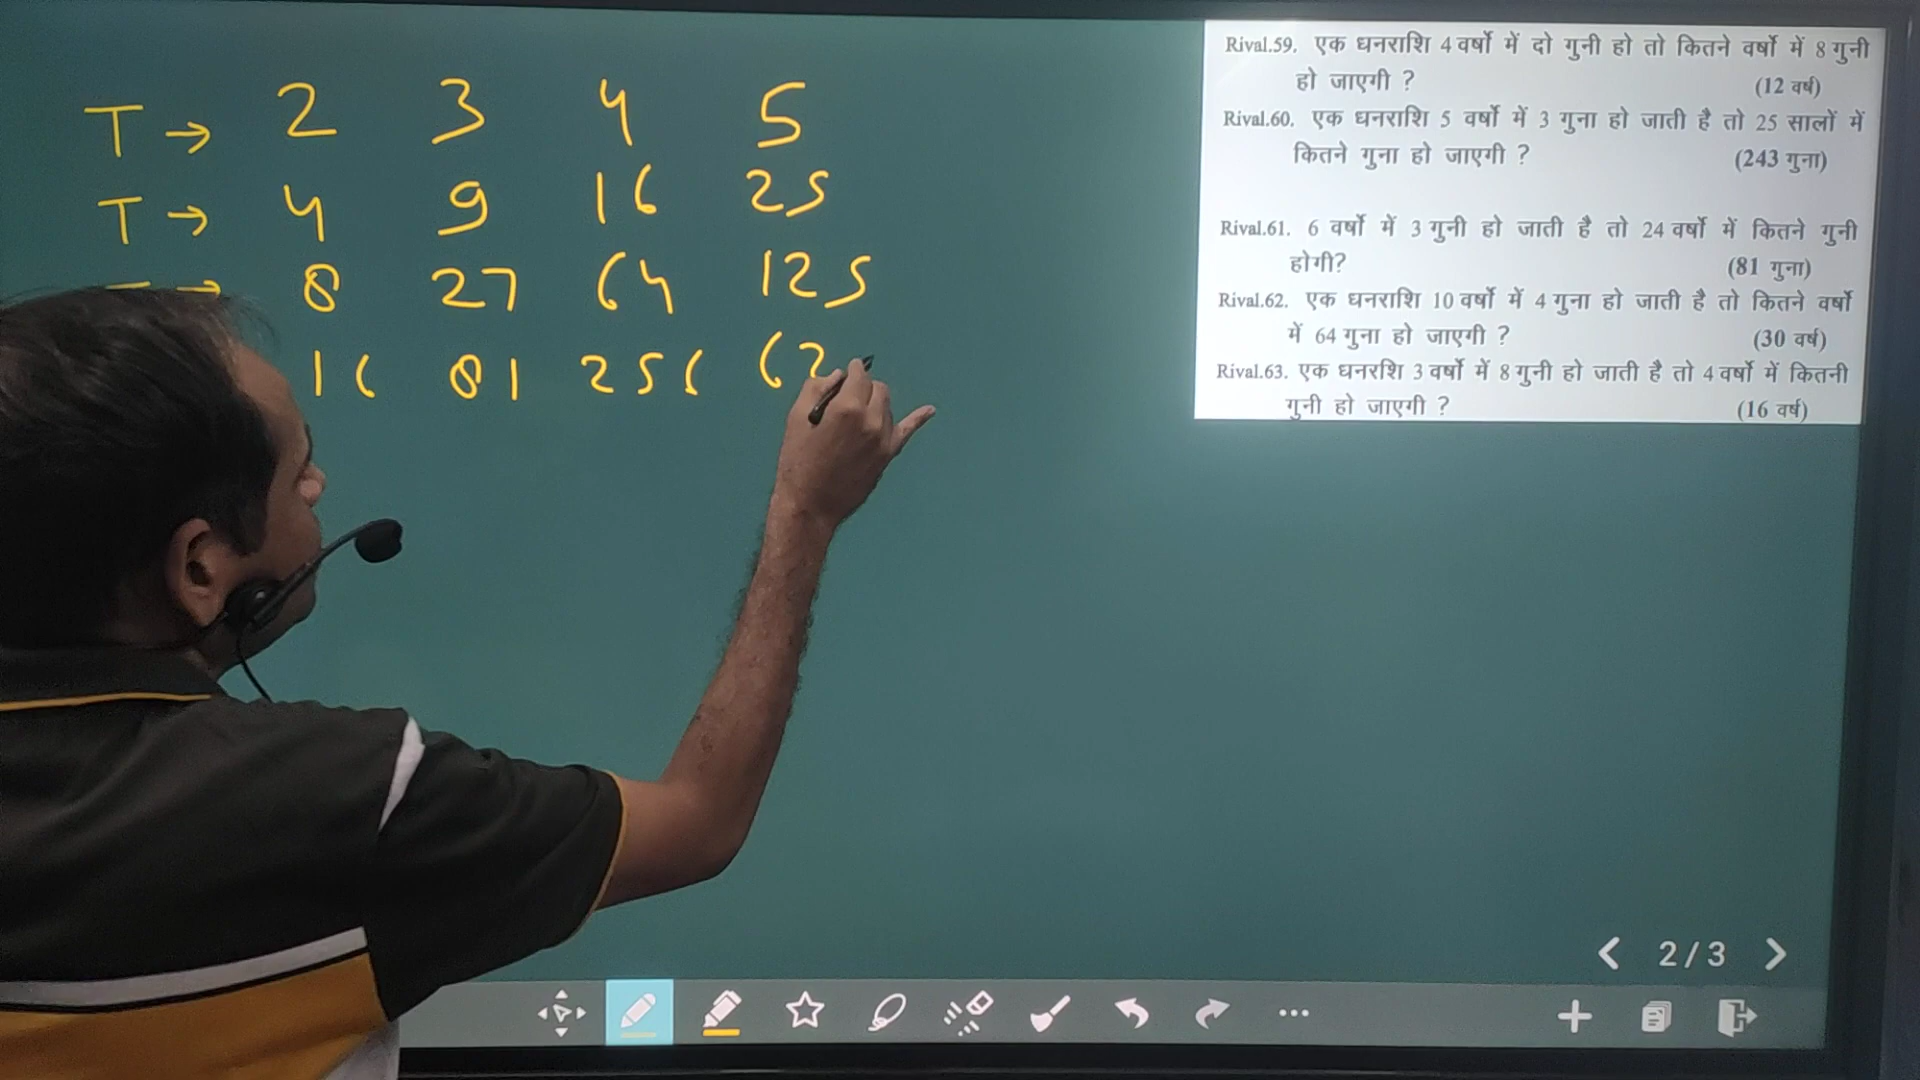 T → 2 3 4 5
T → 4 9 16 25
8 27 64 125
16 81 256 62
Rival.59. एक धनराशि 4 वर्षो में दो गुनी हो तो कितने वर्षो में 8 गुनी
हो जाएगी ? (12 वर्ष)
Rival.60. एक धनराशि 5 वर्षो में 3 गुना हो जाती है तो 25 सालों में
कितने गुना हो जाएगी ? (243 गुना)
Rival.61. 6 वर्षो में 3 गुनी हो जाती है तो 24 वर्षो में कितने गुनी
होगी? (81 गुना)
Rival.62. एक धनराशि 10 वर्षो में 4 गुना हो जाती है तो कितने वर्षो
में 64 गुना हो जाएगी ? (30 वर्ष)
Rival.63. एक धनरशि 3 वर्षो में 8 गुनी हो जाती है तो 4 वर्षो में कितनी
गुनी हो जाएगी ? (16 वर्ष)
2/3